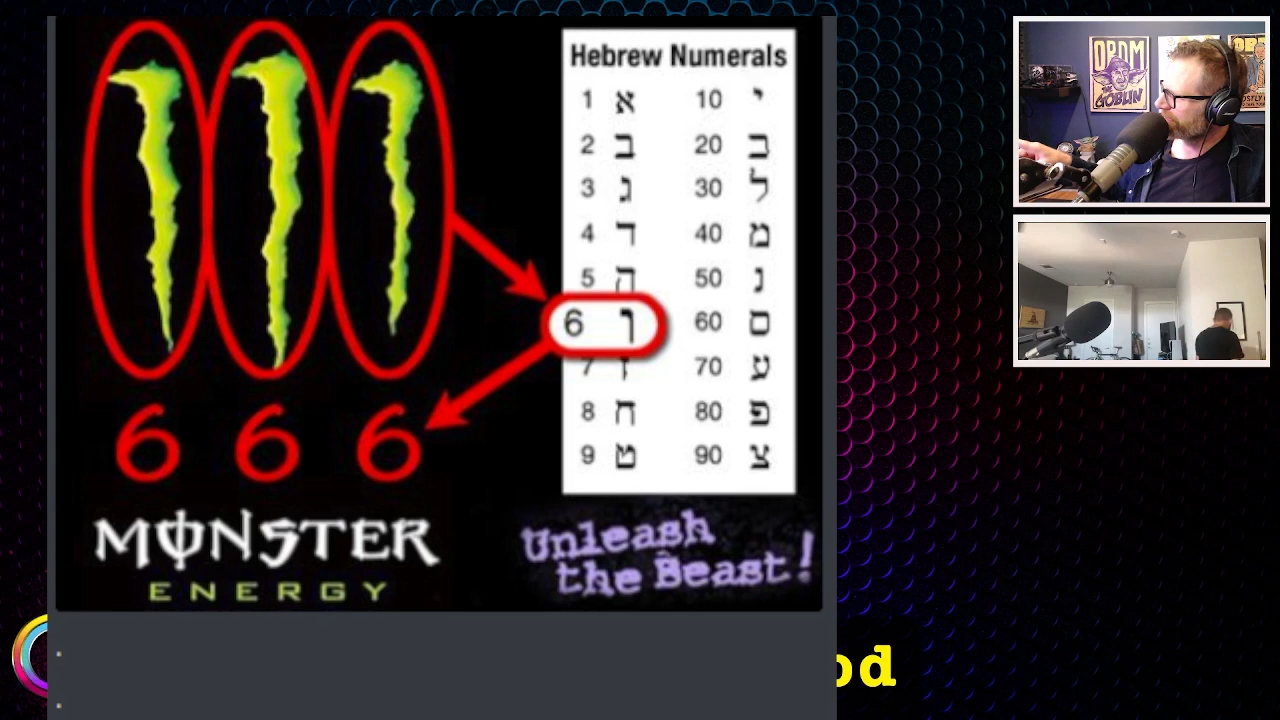 Hebrew Numerals
1 א 10 י
2 ב 20 כ
3 ג 30 ל
4 ד 40 מ
5 ה 50 נ
6 ו 60 ס
7 ז 70 ע
8 ח 80 פ
9 ט 90 צ
6 6 6
MONSTER
ENERGY
Unleash
the Beast!
od
OBDM
GOBLIN